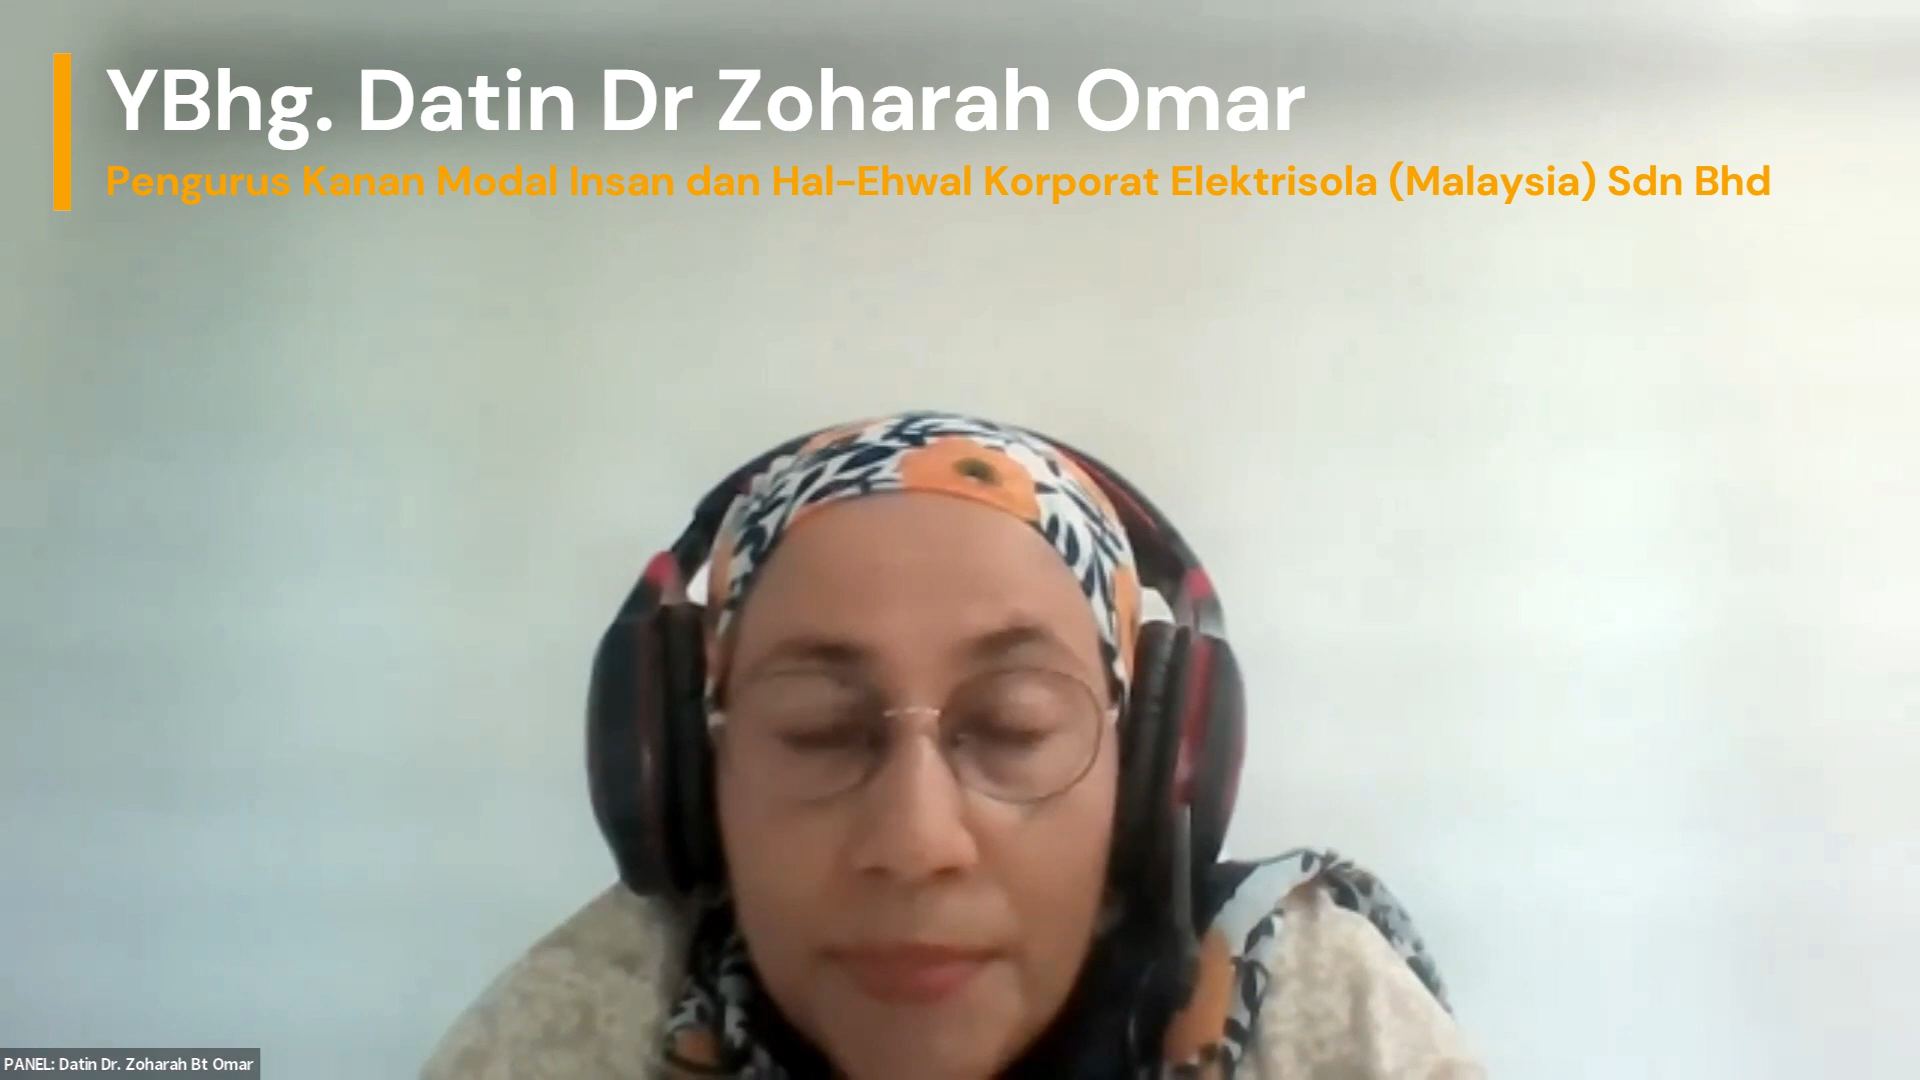 YBhg. Datin Dr Zoharah Omar
Pengurus Kanan Modal Insan dan Hal-Ehwal Korporat Elektrisola (Malaysia) Sdn Bhd
PANEL: Datin Dr. Zoharah Bt Omar